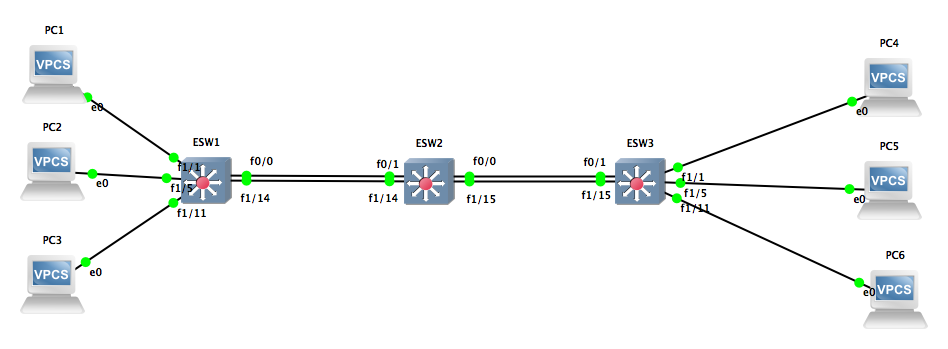 PC1
VPCS
e0
PC2
VPCS
e0
PC3
VPCS
e0
ESW1
f1/1
f1/5
f1/11
f0/0
f1/14
ESW2
f0/1
f1/14
f0/0
f1/15
ESW3
f0/1
f1/15
f1/1
f1/5
f1/11
PC4
VPCS
e0
PC5
VPCS
e0
PC6
VPCS
e0